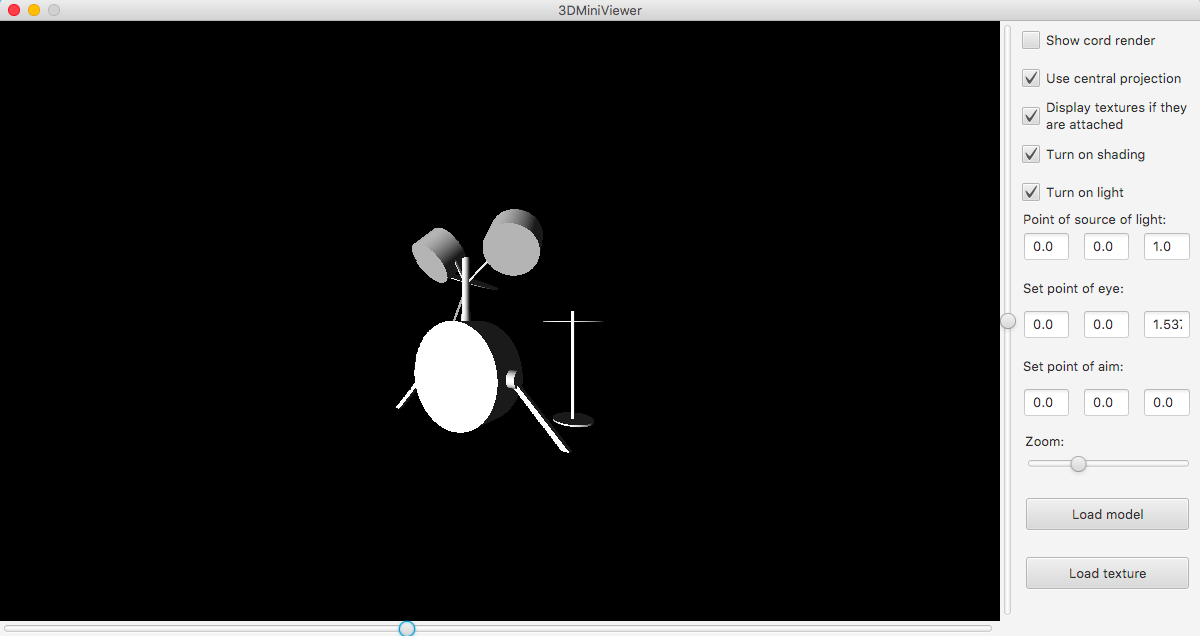 3DMiniViewer
Show cord render
Use central projection
Display textures if they
are attached
Turn on shading
Turn on light
Point of source of light:
0.0 0.0 1.0
Set point of eye:
0.0 0.0 1.537
Set point of aim:
0.0 0.0 0.0
Zoom:
Load model
Load texture